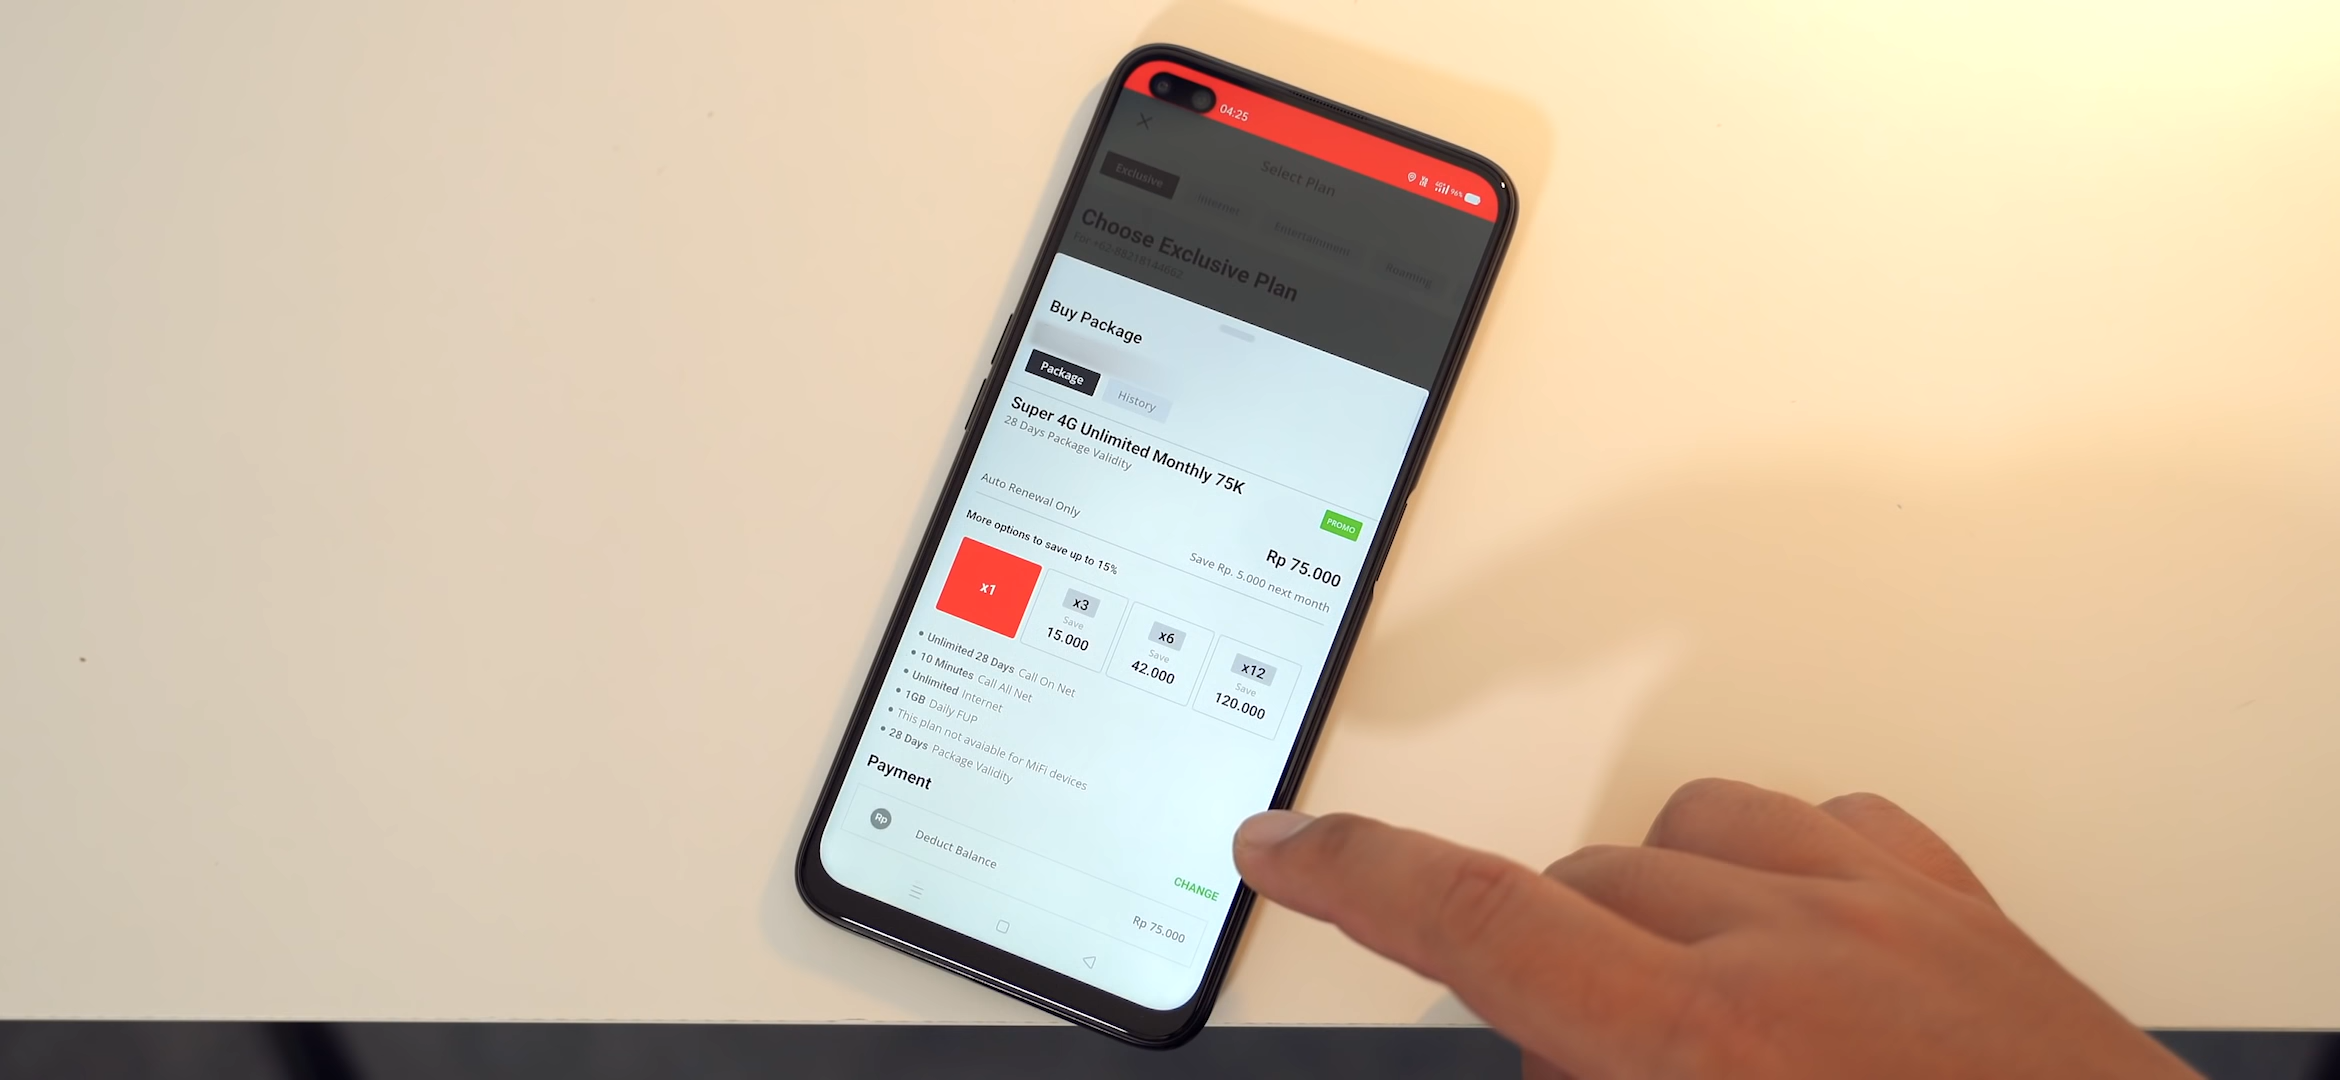 04:25
4G 96%
Select Plan
Exclusive
Internet
Entertainment
Roaming
Choose Exclusive Plan
For +62-88218144662
Buy Package
Package
History
Super 4G Unlimited Monthly 75K
28 Days Package Validity
PROMO
Auto Renewal Only
Rp 75.000
Save Rp. 5.000 next month
More options to save up to 15%
x1
x3
Save
15.000
x6
Save
42.000
x12
Save
120.000
• Unlimited 28 Days Call On Net
• 10 Minutes Call All Net
• Unlimited Internet
• 1GB Daily FUP
• This plan not avaiable for MiFi devices
• 28 Days Package Validity
Payment
CHANGE
Rp
Deduct Balance
Rp 75.000